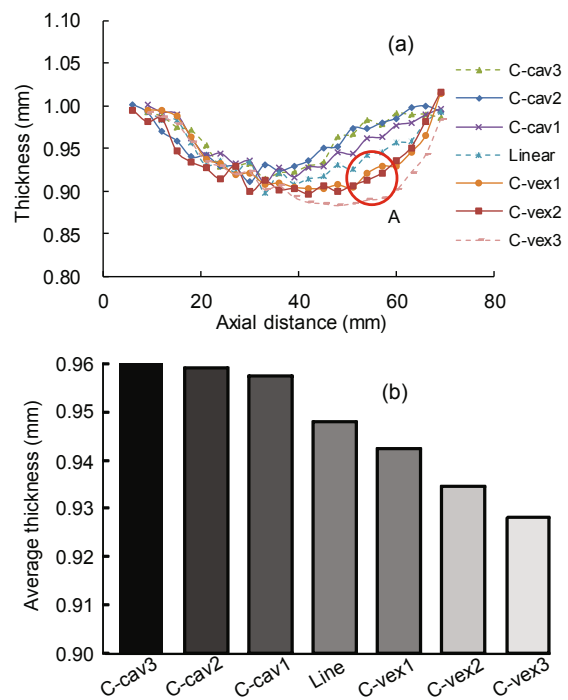 (a)
1.10
1.05
1.00
0.95
0.90
0.85
0.80
Thickness (mm)
0 20 40 60 80
Axial distance (mm)
A
C-cav3
C-cav2
C-cav1
Linear
C-vex1
C-vex2
C-vex3
(b)
0.96
0.95
0.94
0.93
0.92
0.91
0.90
Average thickness (mm)
C-cav3 C-cav2 C-cav1 Line C-vex1 C-vex2 C-vex3